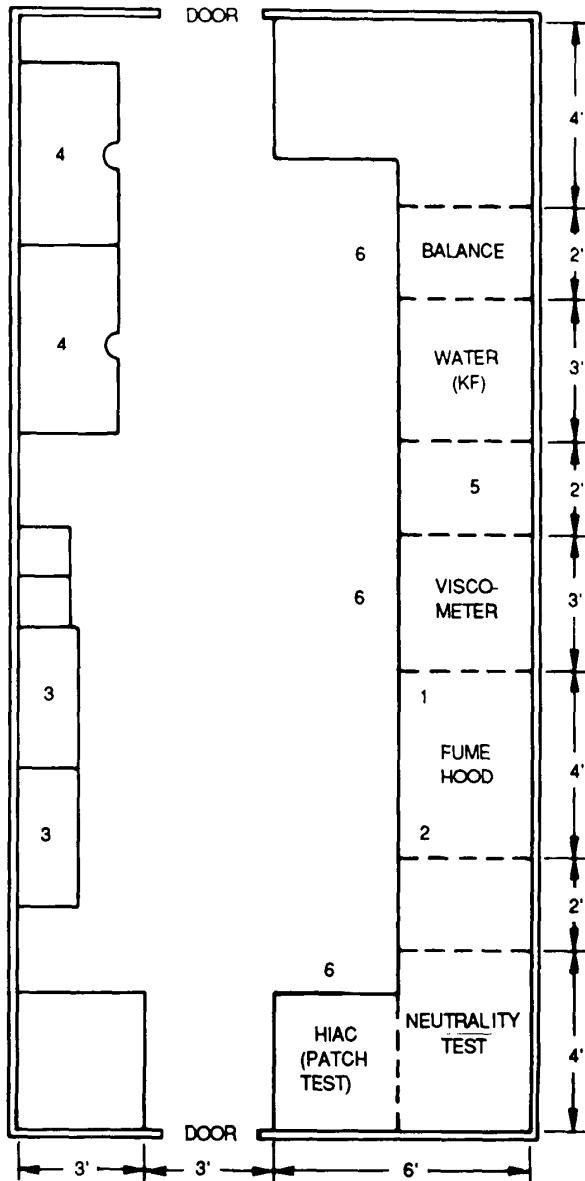 DOOR
4'
4
6
BALANCE
2'
4
WATER
(KF)
3'
5
2'
6
VISCO-
METER
3'
3
1
FUME
HOOD
4'
3
2
2'
6
HIAC
(PATCH
TEST)
NEUTRALITY
TEST
4'
DOOR
3'
3'
6'